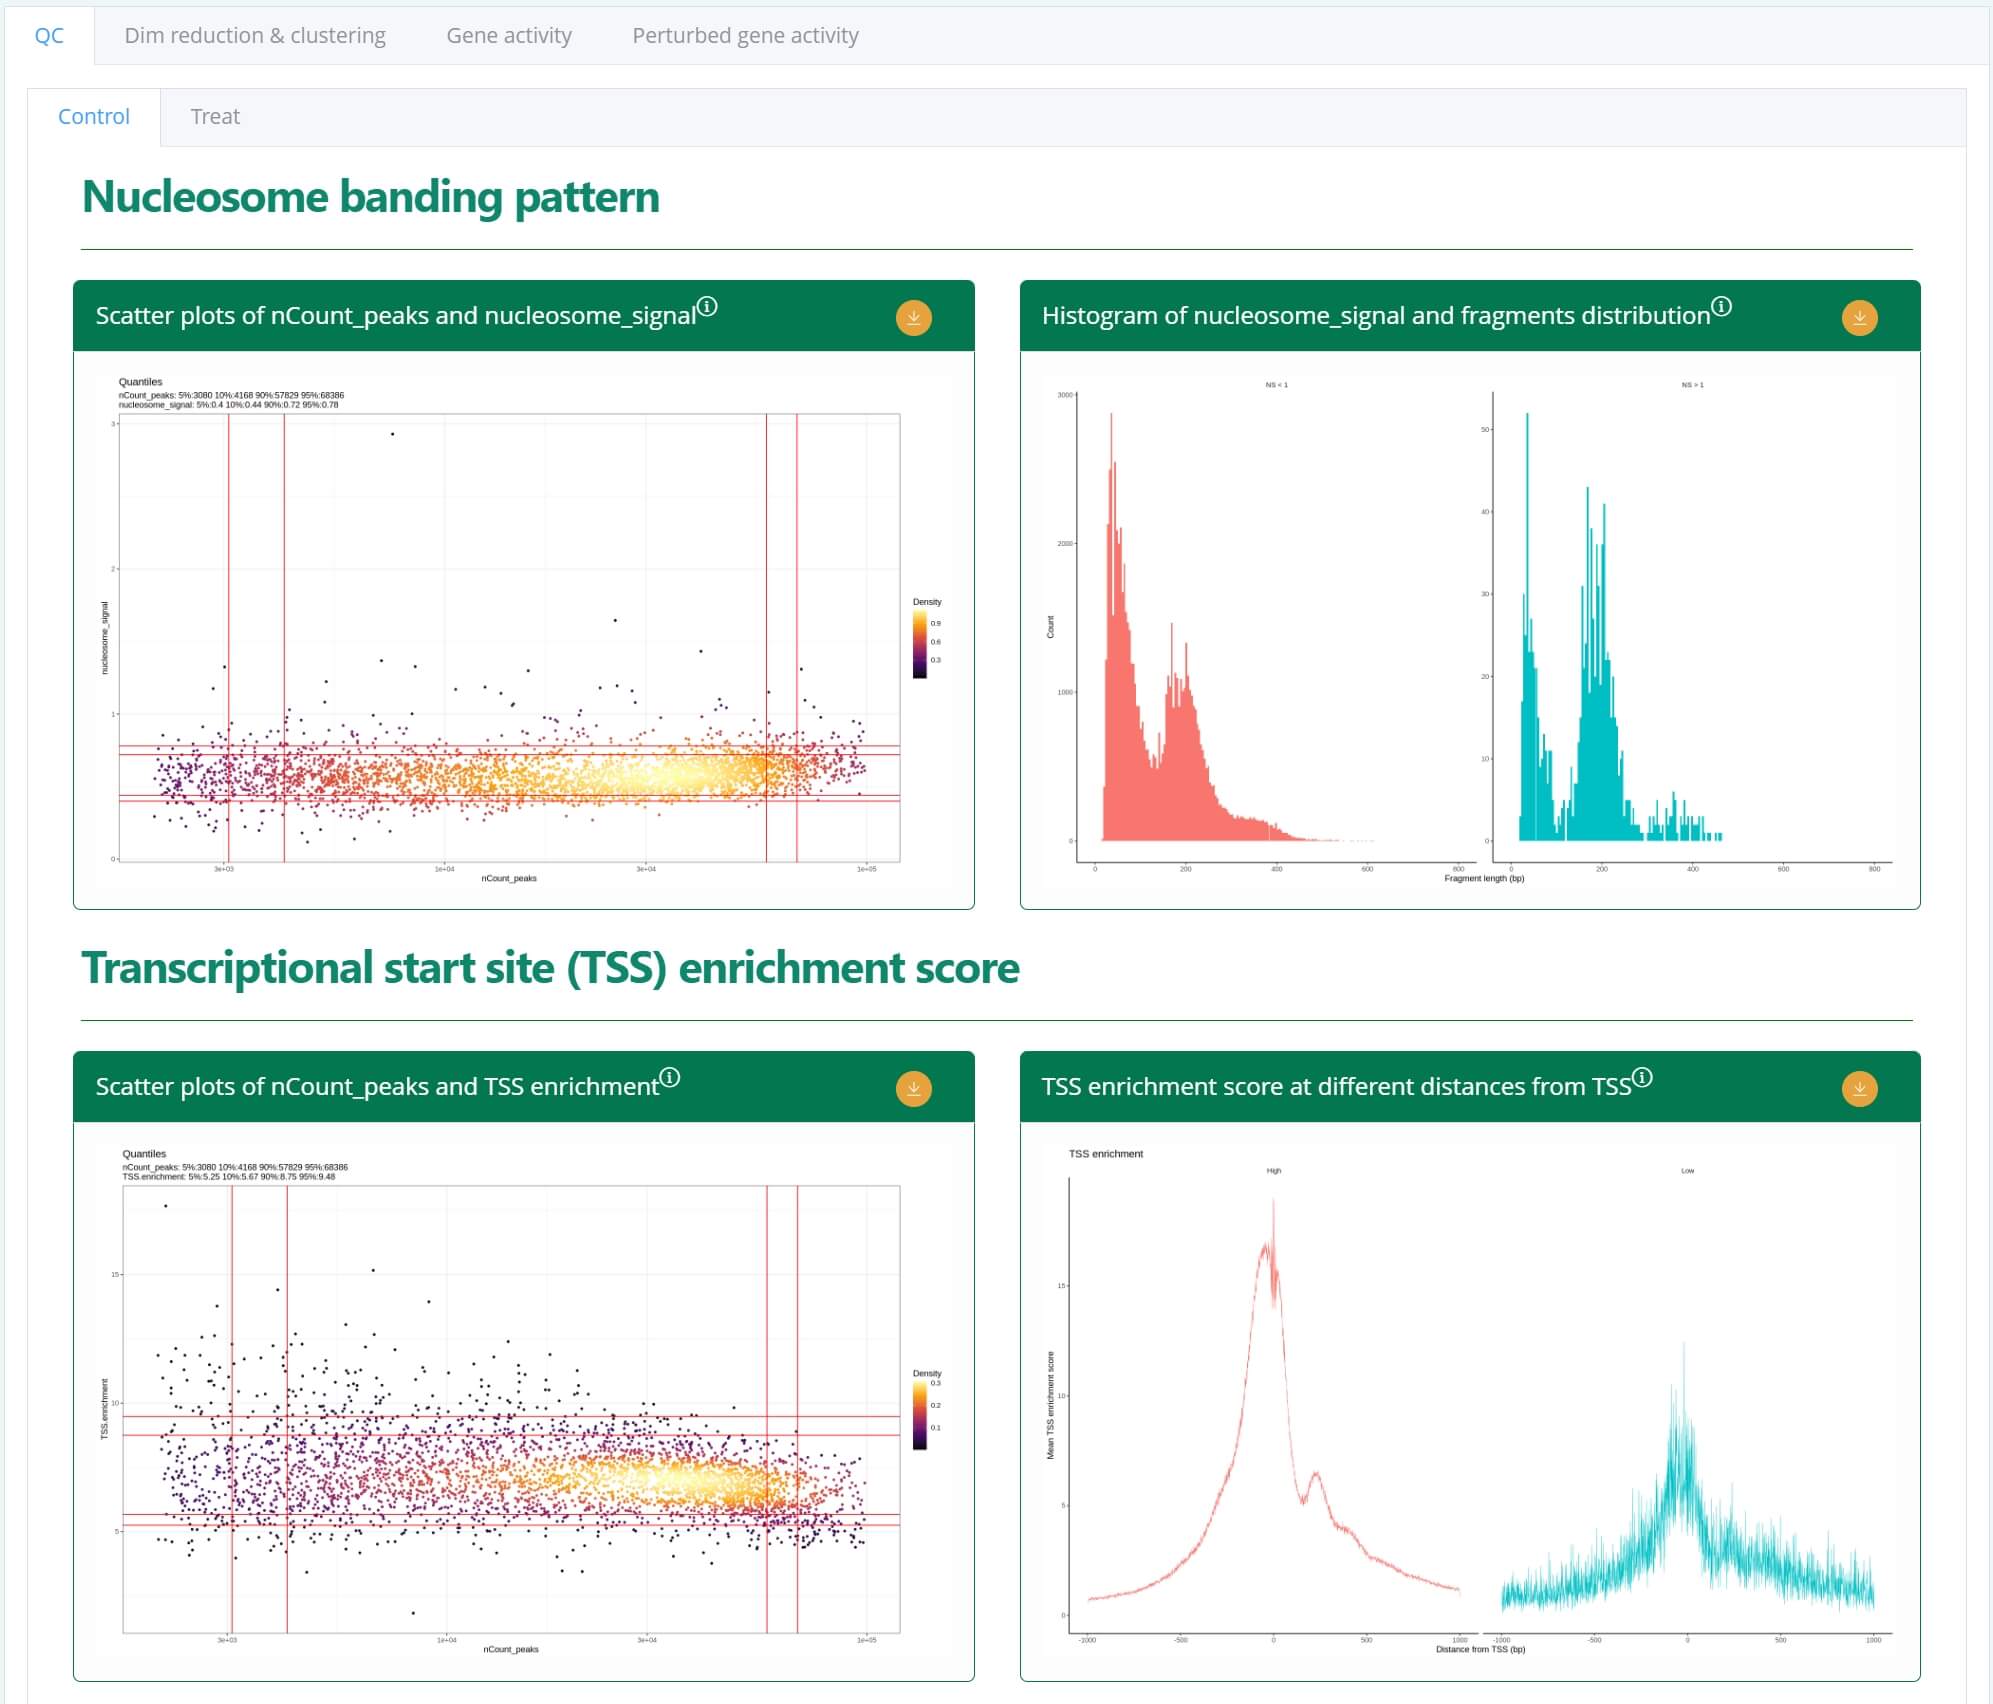 QC Dim reduction & clustering Gene activity Perturbed gene activity
Control Treat
Nucleosome banding pattern
Scatter plots of nCount_peaks and nucleosome_signal
Quantiles
nCount_peaks: 5%:3080 10%:4168 90%:57829 95%:68386
nucleosome_signal: 5%:0.4 10%:0.44 90%:0.72 95%:0.78
3
2
1
0
nucleosome_signal
3e+03 1e+04 3e+04 1e+05
nCount_peaks
Density
0.9
0.6
0.3
Histogram of nucleosome_signal and fragments distribution
NS < 1
3000
2000
1000
0
Count
0 200 400 600 800
NS > 1
50
40
30
20
10
0
0 200 400 600 800
Fragment length (bp)
Transcriptional start site (TSS) enrichment score
Scatter plots of nCount_peaks and TSS enrichment
Quantiles
nCount_peaks: 5%:3080 10%:4168 90%:57829 95%:68386
TSS.enrichment: 5%:5.25 10%:5.67 90%:8.75 95%:9.48
15
10
5
TSS.enrichment
3e+03 1e+04 3e+04 1e+05
nCount_peaks
Density
0.3
0.2
0.1
TSS enrichment score at different distances from TSS
TSS enrichment
High Low
15
10
5
0
Mean TSS enrichment score
-1000 -500 0 500 1000 -1000 -500 0 500 1000
Distance from TSS (bp)